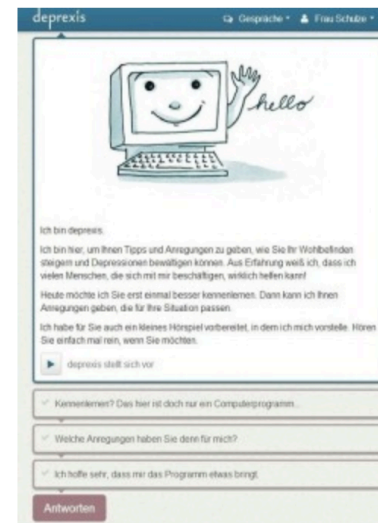 deprexis
Gespräche
Frau Schulze
hello
Ich bin deprexis.
Ich bin hier, um Ihnen Tipps und Anregungen zu geben, wie Sie Ihr Wohlbefinden
steigern und Depressionen bewältigen können. Aus Erfahrung weiß ich, dass ich
vielen Menschen, die sich mit mir beschäftigen, wirklich helfen kann!
Heute möchte ich Sie erst einmal besser kennenlernen. Dann kann ich Ihnen
Anregungen geben, die für Ihre Situation passen.
Ich habe für Sie auch ein kleines Hörspiel vorbereitet, in dem ich mich vorstelle. Hören
Sie einfach mal rein, wenn Sie möchten.
deprexis stellt sich vor
Kennenlernen? Das hier ist doch nur ein Computerprogramm...
Welche Anregungen haben Sie denn für mich?
Ich hoffe sehr, dass mir das Programm etwas bringt.
Antworten